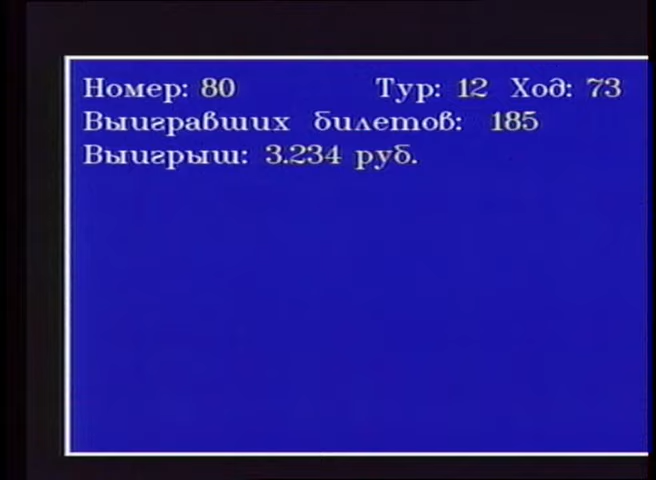 Номер: 80 Тур: 12 Ход: 73
Выигравших билетов: 185
Выигрыш: 3.234 руб.